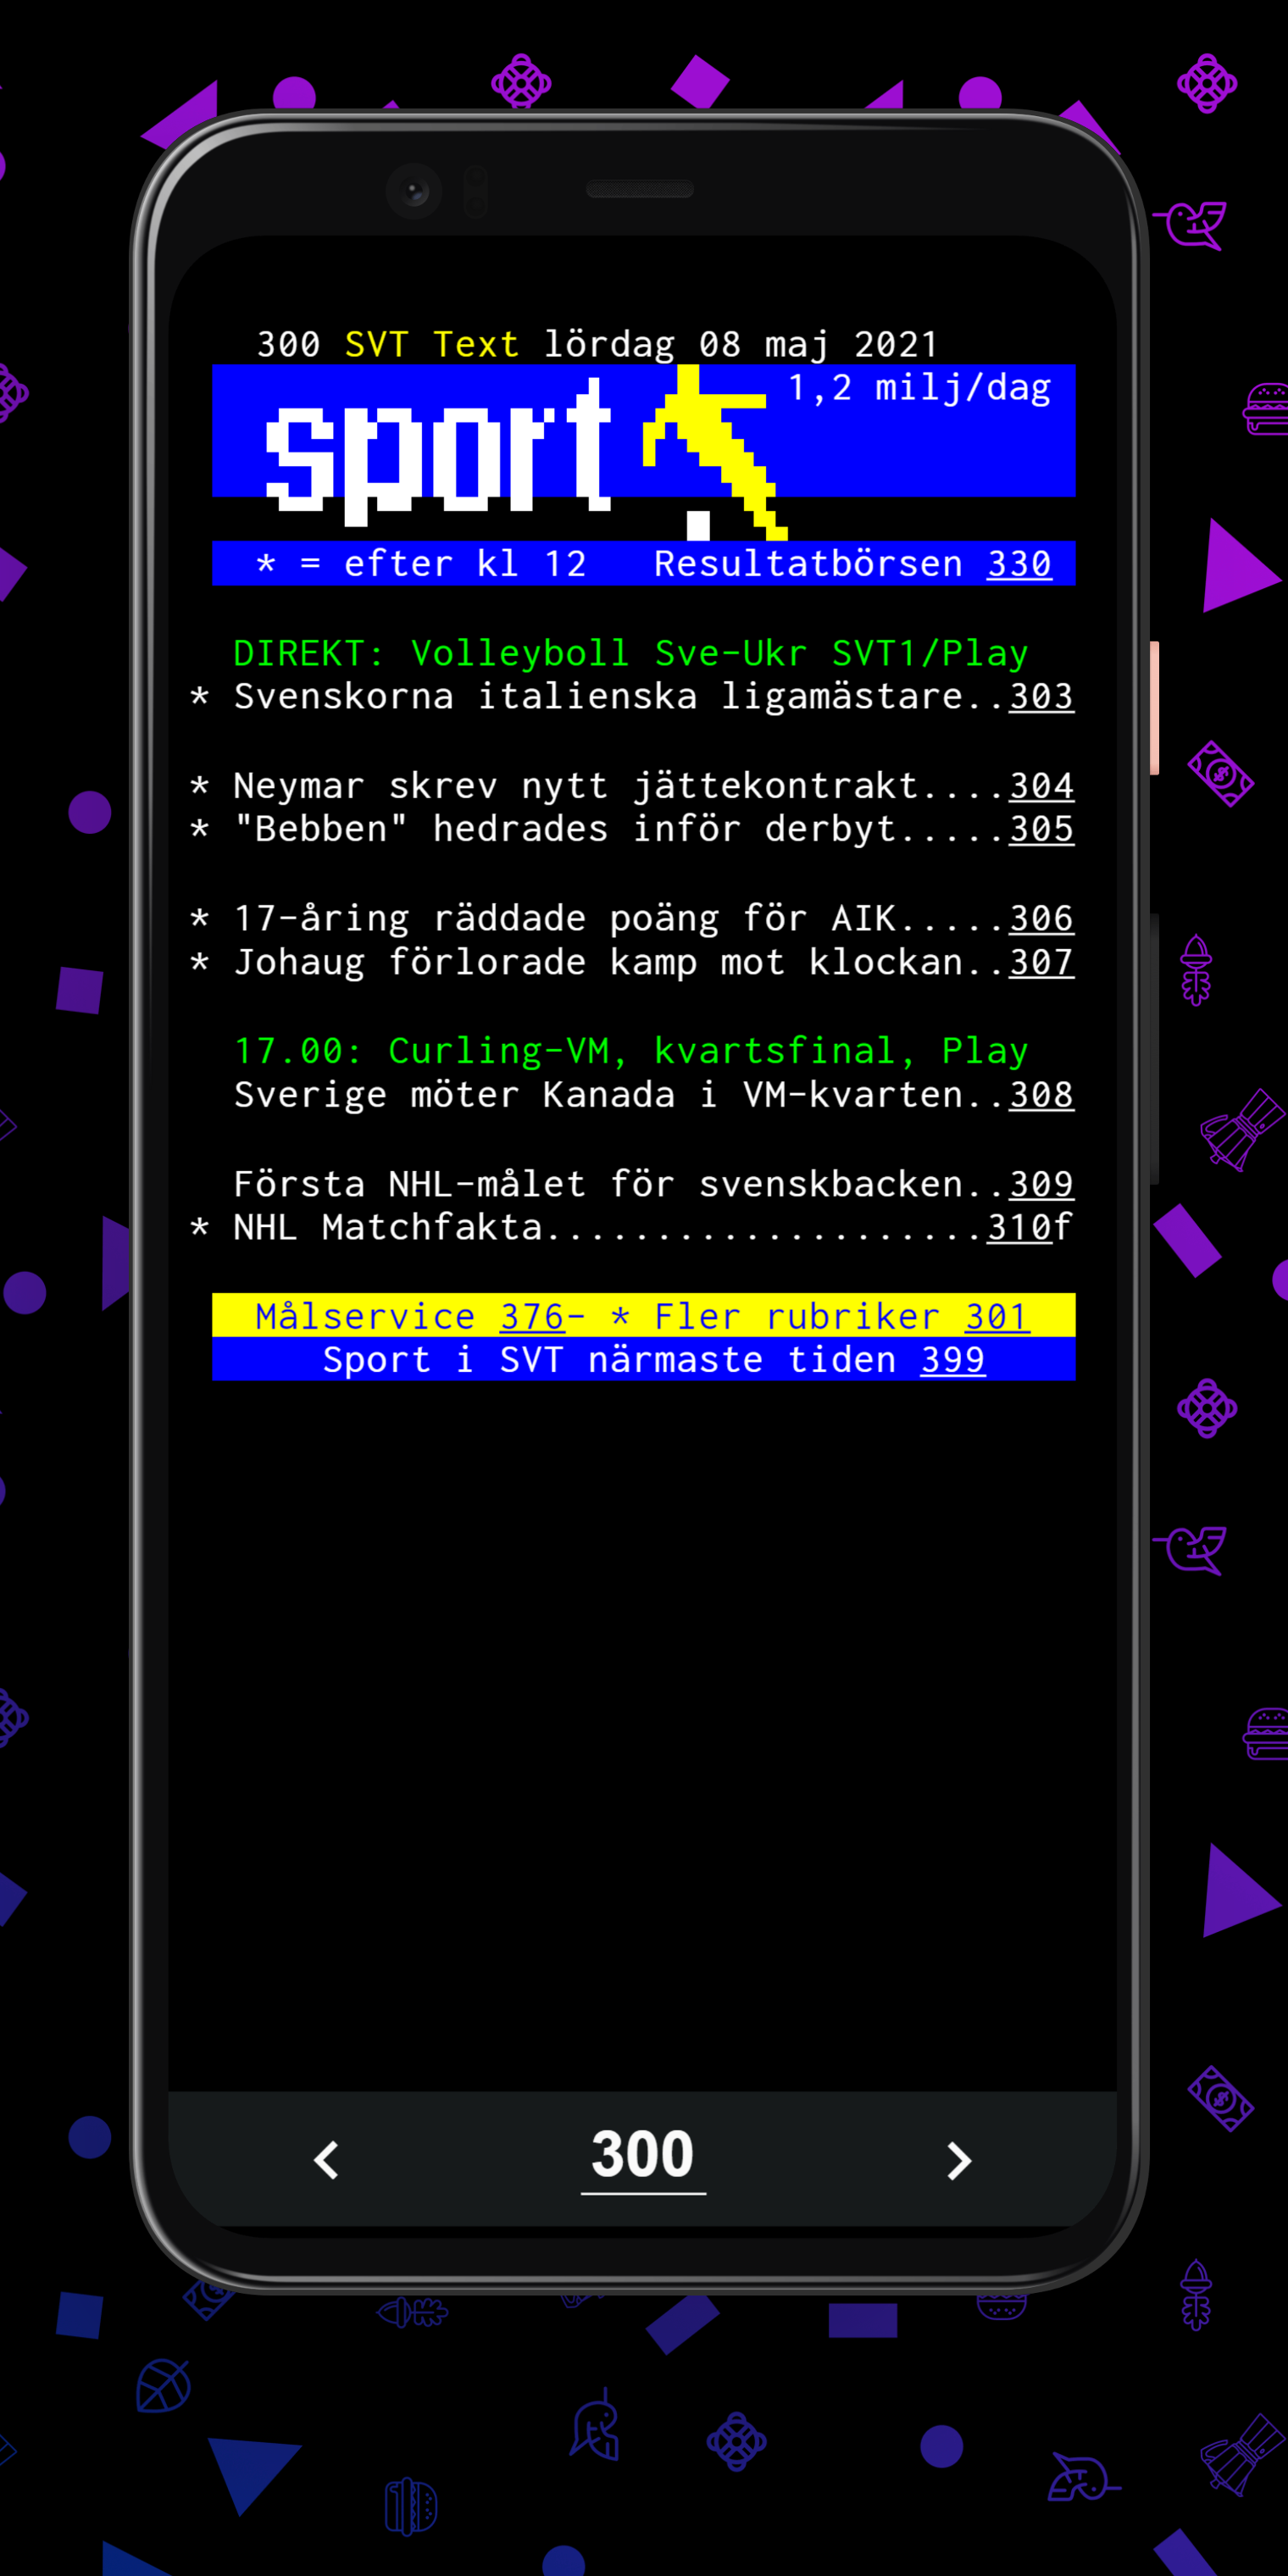 300 SVT Text lördag 08 maj 2021
1,2 milj/dag
sport
* = efter kl 12 Resultatbörsen 330
DIREKT: Volleyboll Sve-Ukr SVT1/Play
* Svenskorna italienska ligamästare..303
* Neymar skrev nytt jättekontrakt....304
* "Bebben" hedrades inför derbyt.....305
* 17-åring räddade poäng för AIK.....306
* Johaug förlorade kamp mot klockan..307
17.00: Curling-VM, kvartsfinal, Play
Sverige möter Kanada i VM-kvarten..308
Första NHL-målet för svenskbacken..309
* NHL Matchfakta....................310f
Målservice 376- * Fler rubriker 301
Sport i SVT närmaste tiden 399
< 300 >